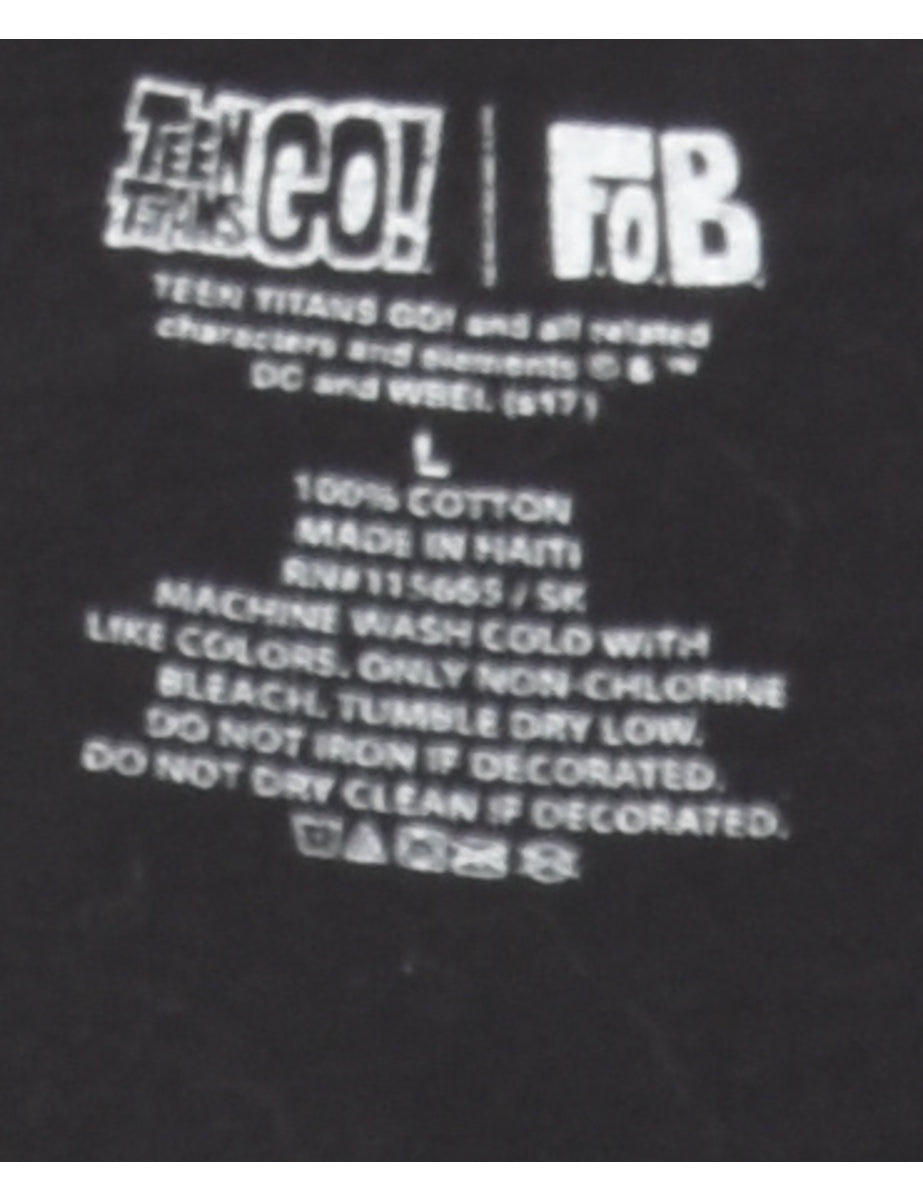 TEEN TITANS GO! | F.O.B.
TEEN TITANS GO! and all related
characters and elements © & ™
DC and WBEI. (s17)
L
100% COTTON
MADE IN HAITI
RN#115665 / SK
MACHINE WASH COLD WITH
LIKE COLORS. ONLY NON-CHLORINE
BLEACH. TUMBLE DRY LOW.
DO NOT IRON IF DECORATED.
DO NOT DRY CLEAN IF DECORATED.